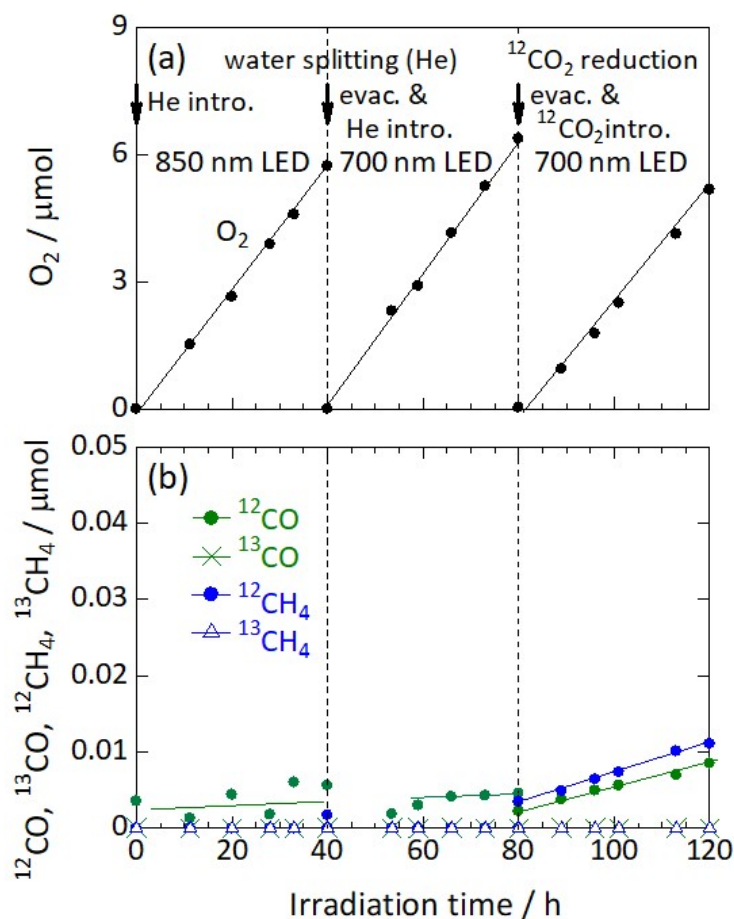 9
(a) water splitting (He) ¹²CO₂ reduction
He intro. evac. & evac. &
He intro. ¹²CO₂intro.
6
850 nm LED 700 nm LED 700 nm LED
O₂
O₂ / μmol
3
0
0.05
(b)
¹²CO
¹³CO
¹²CH₄
¹³CH₄
0.04
0.03
0.02
0.01
0
¹²CO, ¹³CO, ¹²CH₄, ¹³CH₄ / μmol
0 20 40 60 80 100 120
Irradiation time / h